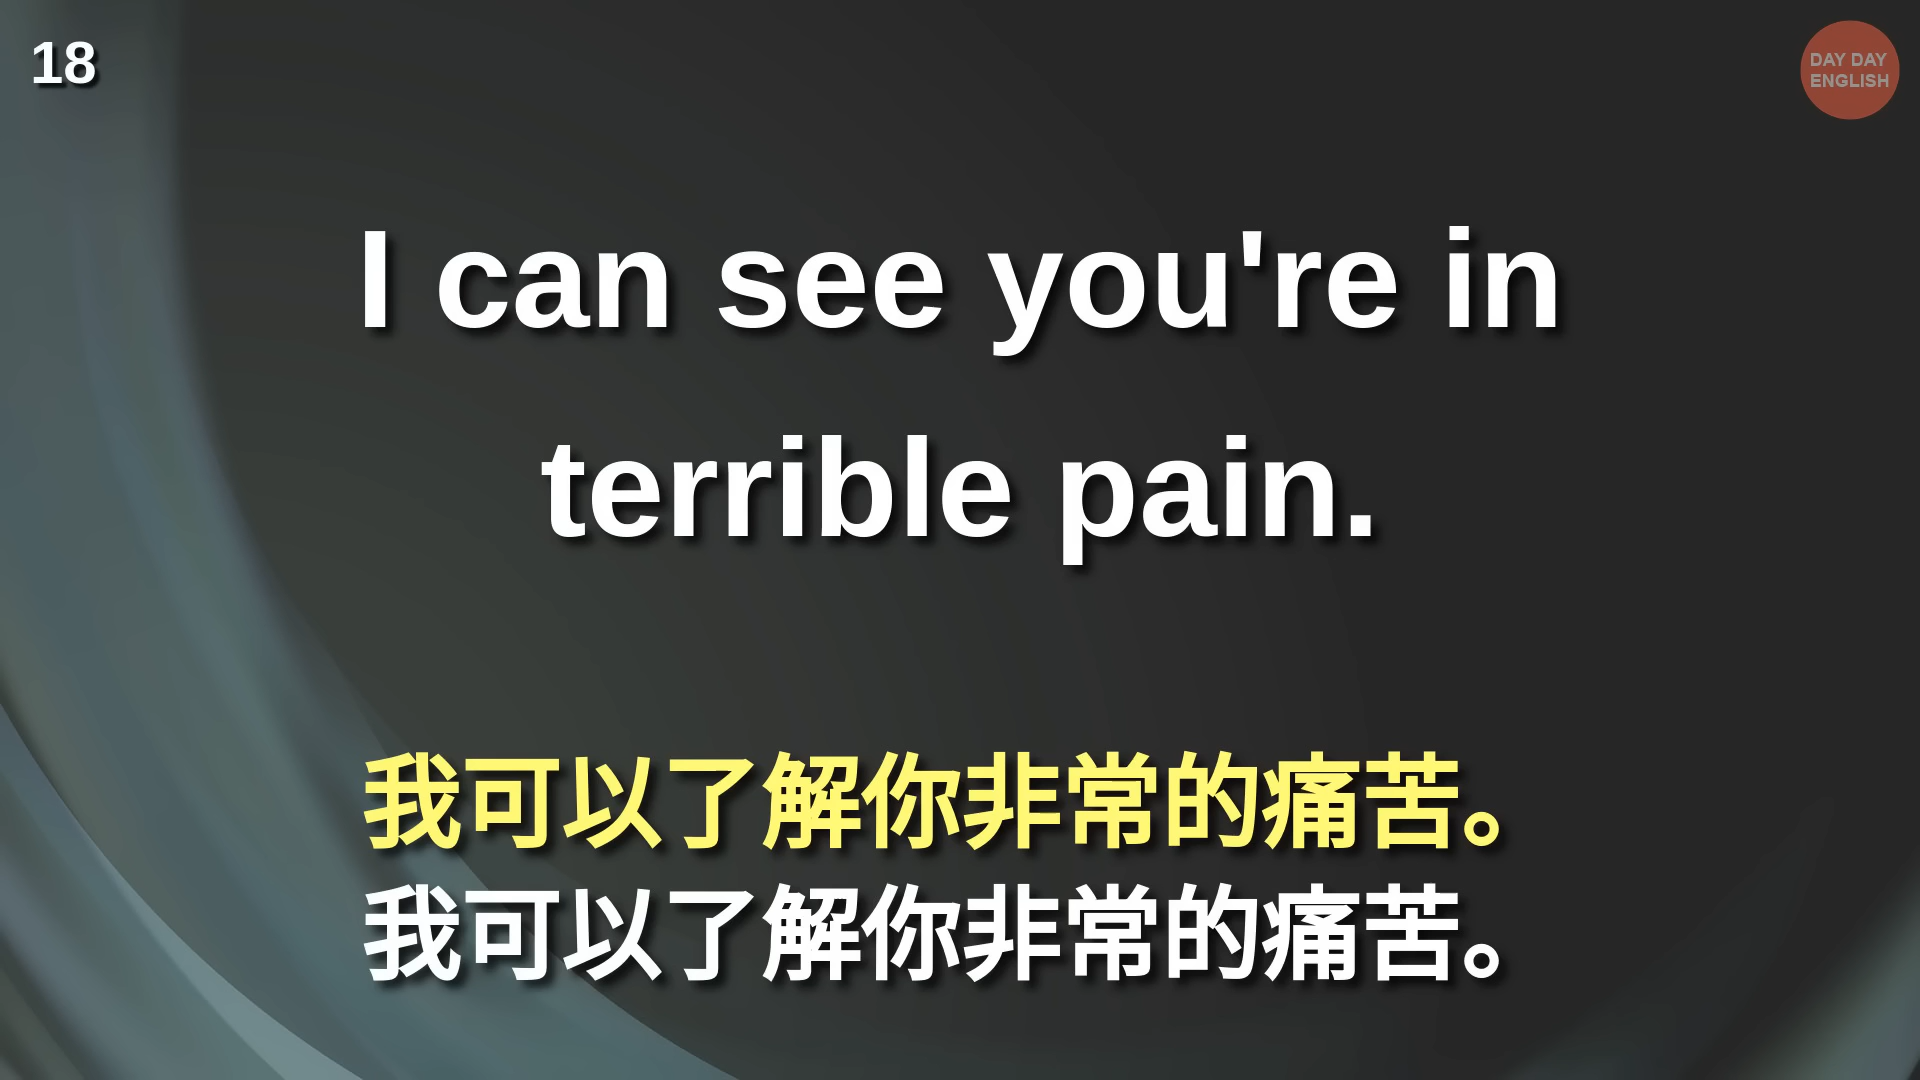 18
DAY DAY
ENGLISH
I can see you're in
terrible pain.
我可以了解你非常的痛苦。
我可以了解你非常的痛苦。